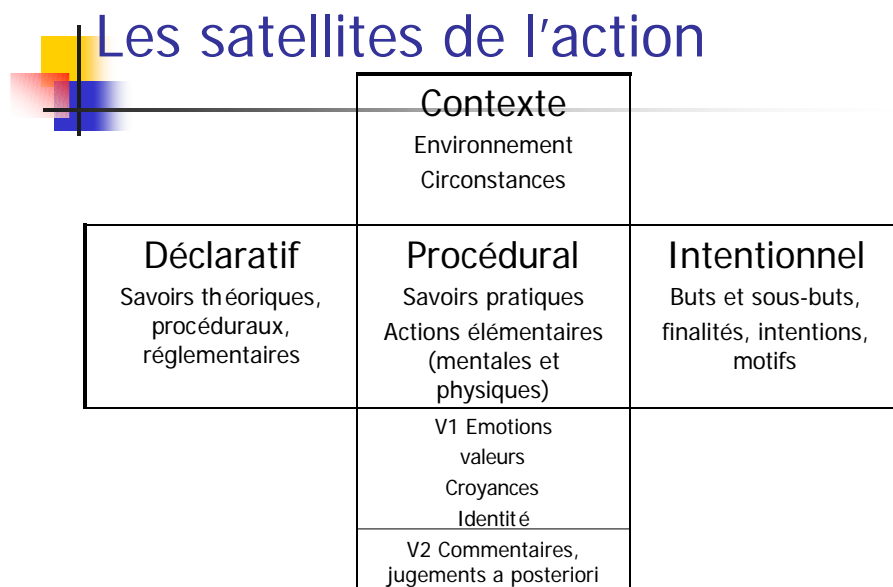 Les satellites de l'action
Contexte
Environnement
Circonstances
Déclaratif
Savoirs théoriques,
procéduraux,
réglementaires
Procédural
Savoirs pratiques
Actions élémentaires
(mentales et
physiques)
Intentionnel
Buts et sous-buts,
finalités, intentions,
motifs
V1 Emotions
valeurs
Croyances
Identité
V2 Commentaires,
jugements a posteriori